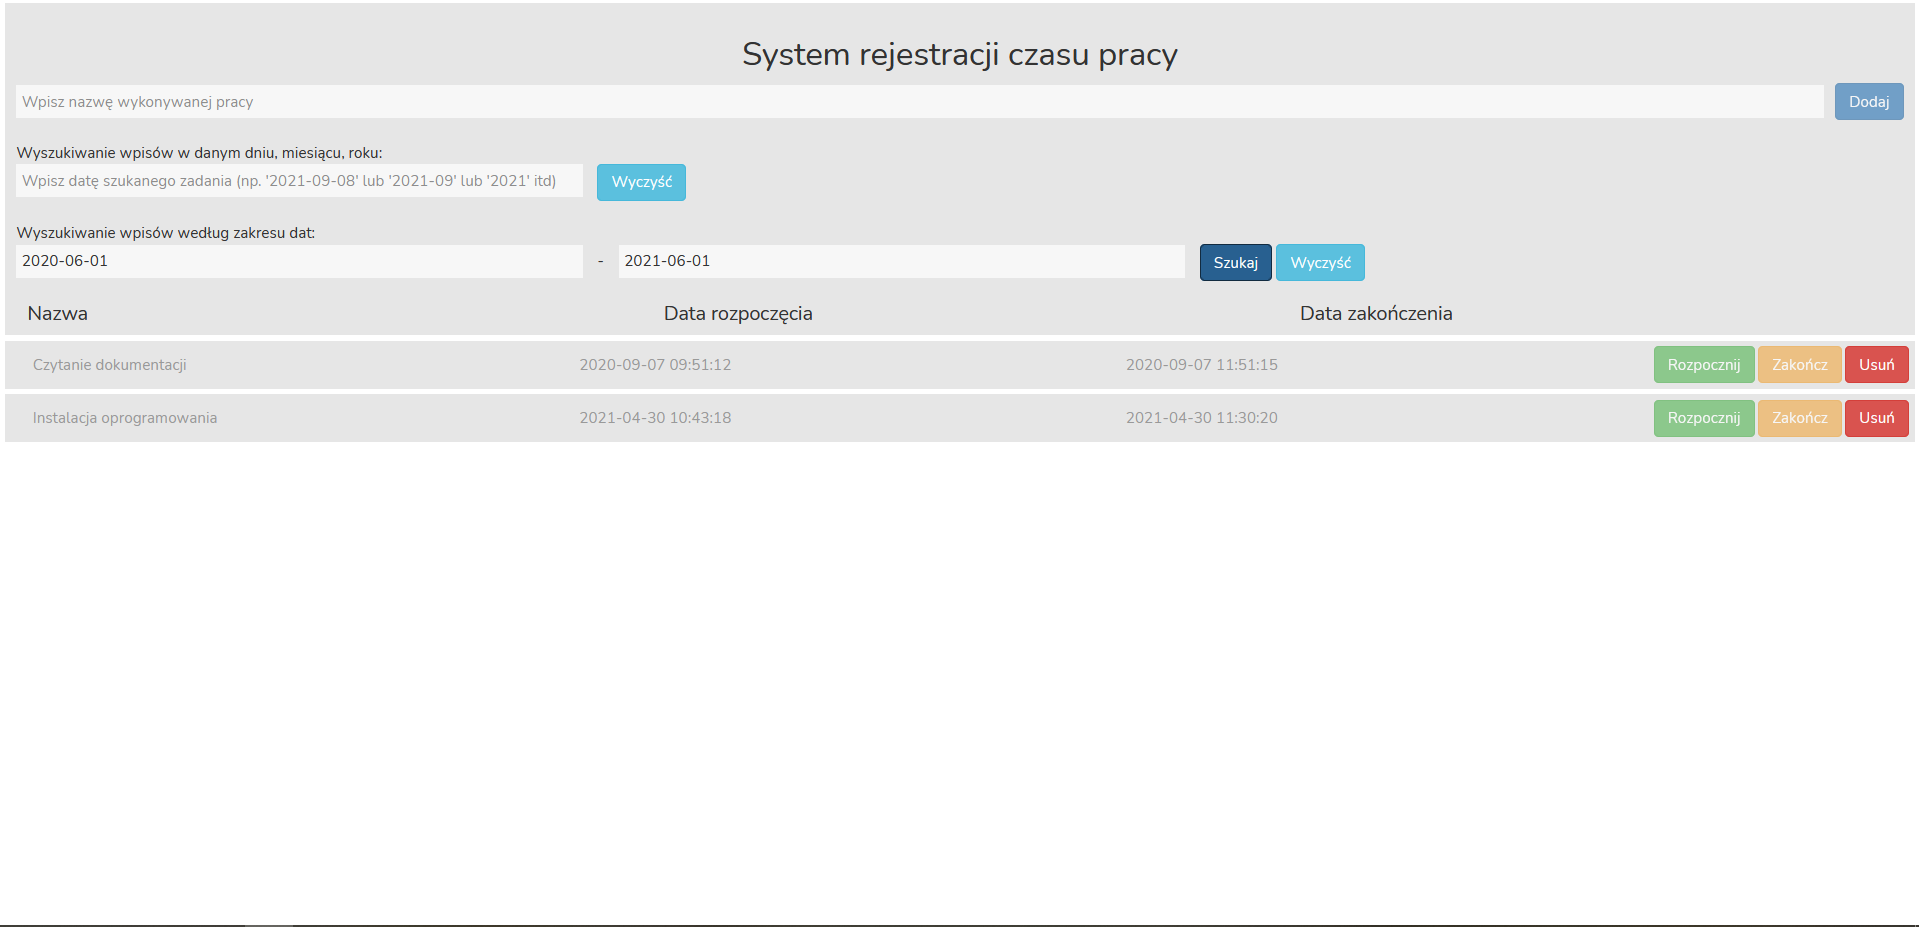 System rejestracji czasu pracy
Wpisz nazwę wykonywanej pracy Dodaj
Wyszukiwanie wpisów w danym dniu, miesiącu, roku:
Wpisz datę szukanego zadania (np. '2021-09-08' lub '2021-09' lub '2021' itd) Wyczyść
Wyszukiwanie wpisów według zakresu dat:
2020-06-01 - 2021-06-01 Szukaj Wyczyść
Nazwa Data rozpoczęcia Data zakończenia
Czytanie dokumentacji 2020-09-07 09:51:12 2020-09-07 11:51:15 Rozpocznij Zakończ Usuń
Instalacja oprogramowania 2021-04-30 10:43:18 2021-04-30 11:30:20 Rozpocznij Zakończ Usuń